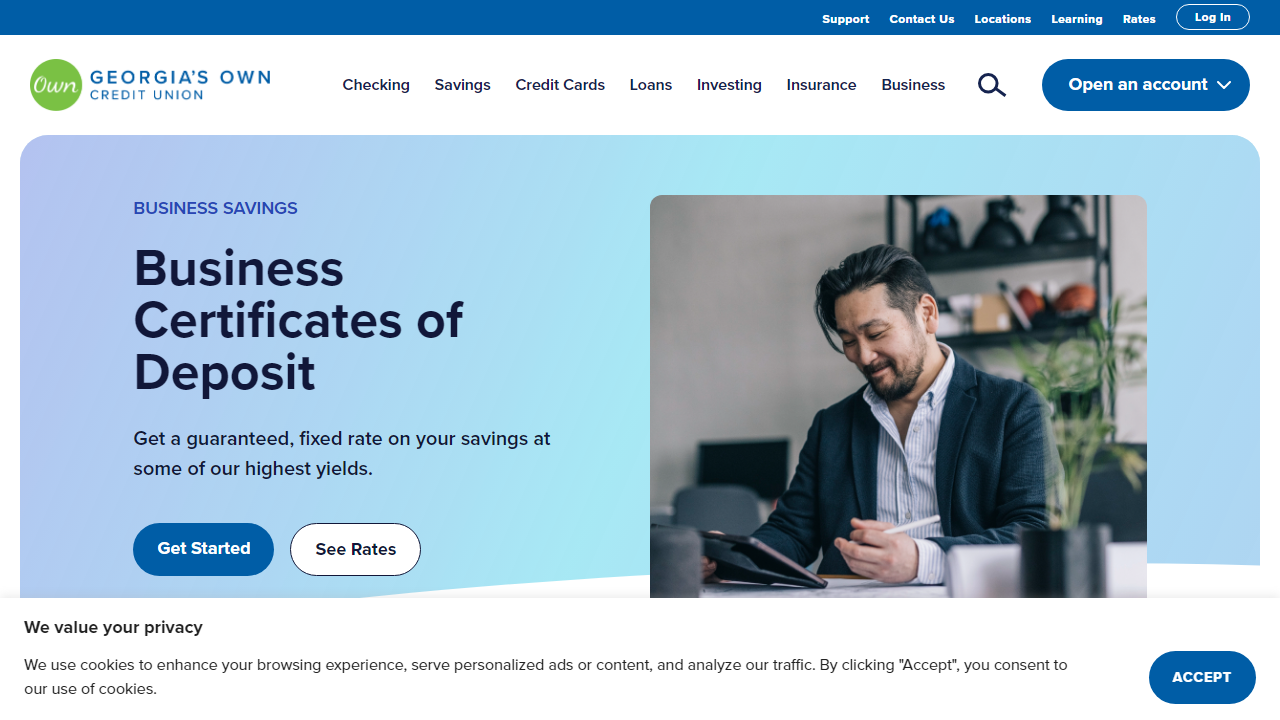 Support Contact Us Locations Learning Rates Log In
Own GEORGIA'S OWN
CREDIT UNION
Checking Savings Credit Cards Loans Investing Insurance Business Open an account
BUSINESS SAVINGS
Business
Certificates of
Deposit
Get a guaranteed, fixed rate on your savings at
some of our highest yields.
Get Started See Rates
We value your privacy
We use cookies to enhance your browsing experience, serve personalized ads or content, and analyze our traffic. By clicking "Accept", you consent to
our use of cookies.
ACCEPT